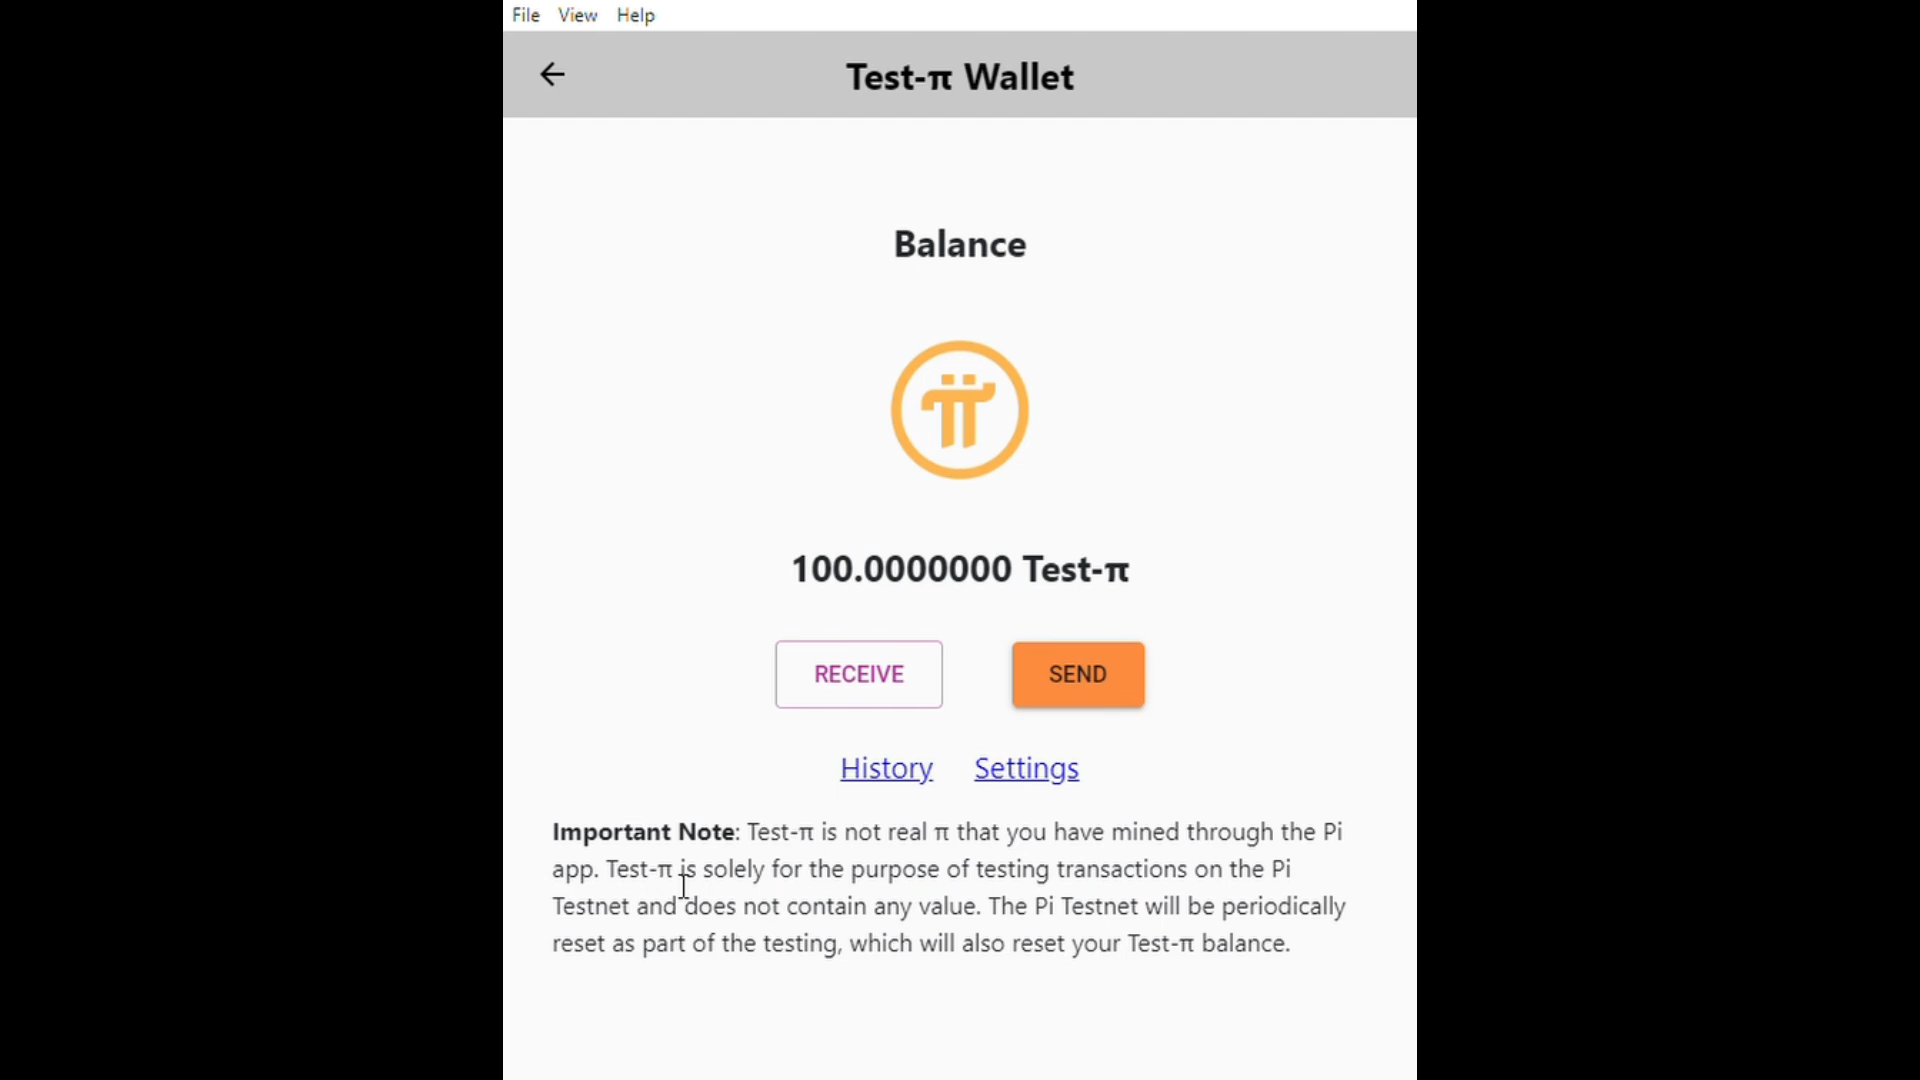 File View Help
Test-π Wallet
Balance
100.0000000 Test-π
RECEIVE SEND
History Settings
Important Note: Test-π is not real π that you have mined through the Pi
app. Test-π is solely for the purpose of testing transactions on the Pi
Testnet and does not contain any value. The Pi Testnet will be periodically
reset as part of the testing, which will also reset your Test-π balance.